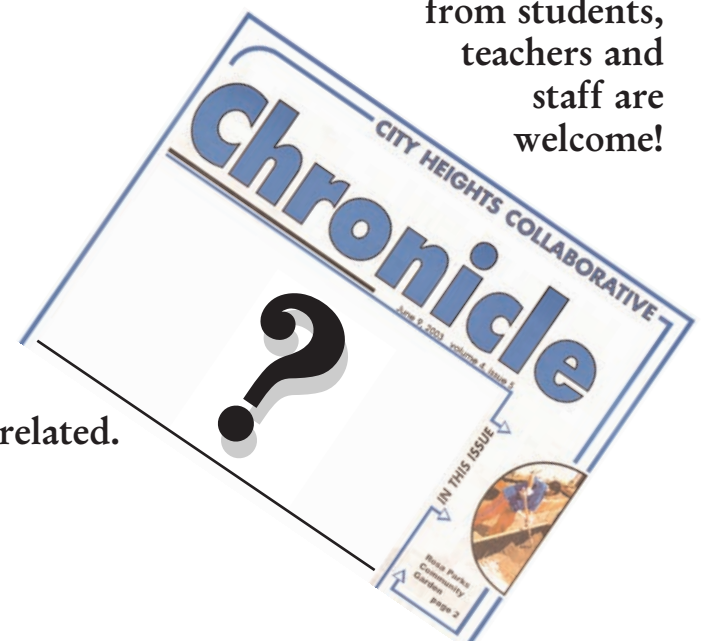 from students,
teachers and
staff are
welcome!
CITY HEIGHTS COLLABORATIVE
Chronicle
June 9, 2003 volume 4, issue 5
?
IN THIS ISSUE
Rosa Parks
Community
Garden
page 2
related.